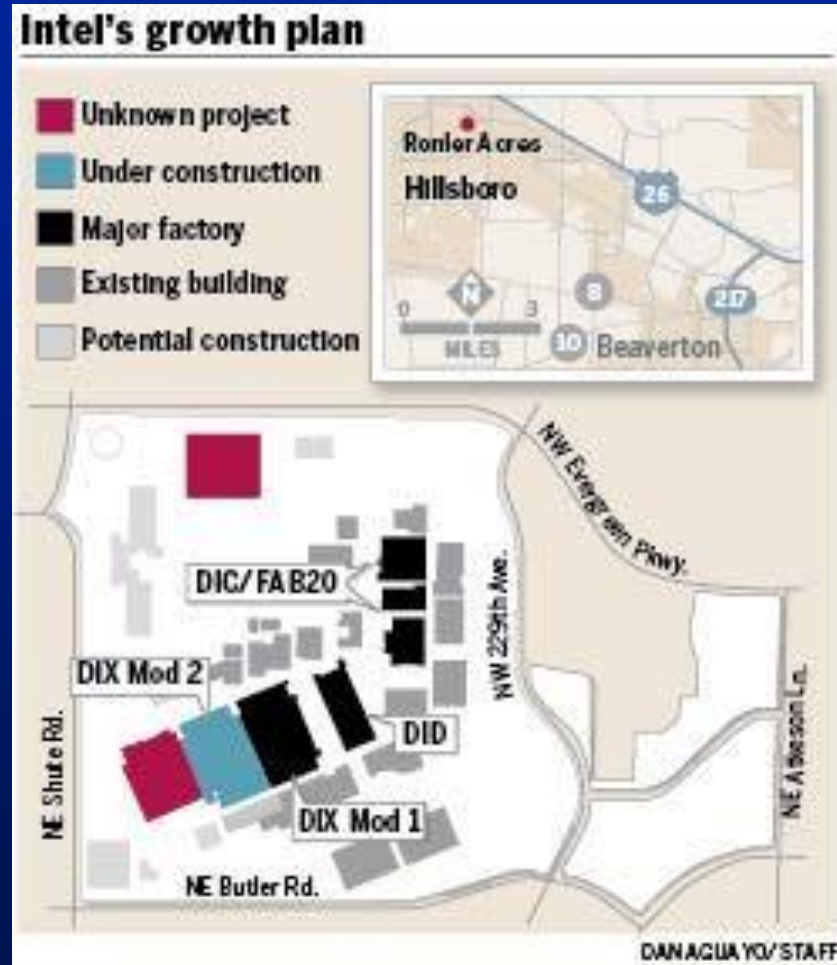 Intel's growth plan
Unknown project
Under construction
Major factory
Existing building
Potential construction
Ronler Acres
Hillsboro
26
N
0
3
MILES
8
217
10
Beaverton
NW Evergreen Pkwy.
DIC/FAB20
NW 229th Ave.
DIX Mod 2
DID
NE Shute Rd.
DIX Mod 1
NE Butler Rd.
NE
Ln.
DAN AGUAYO/STAFF